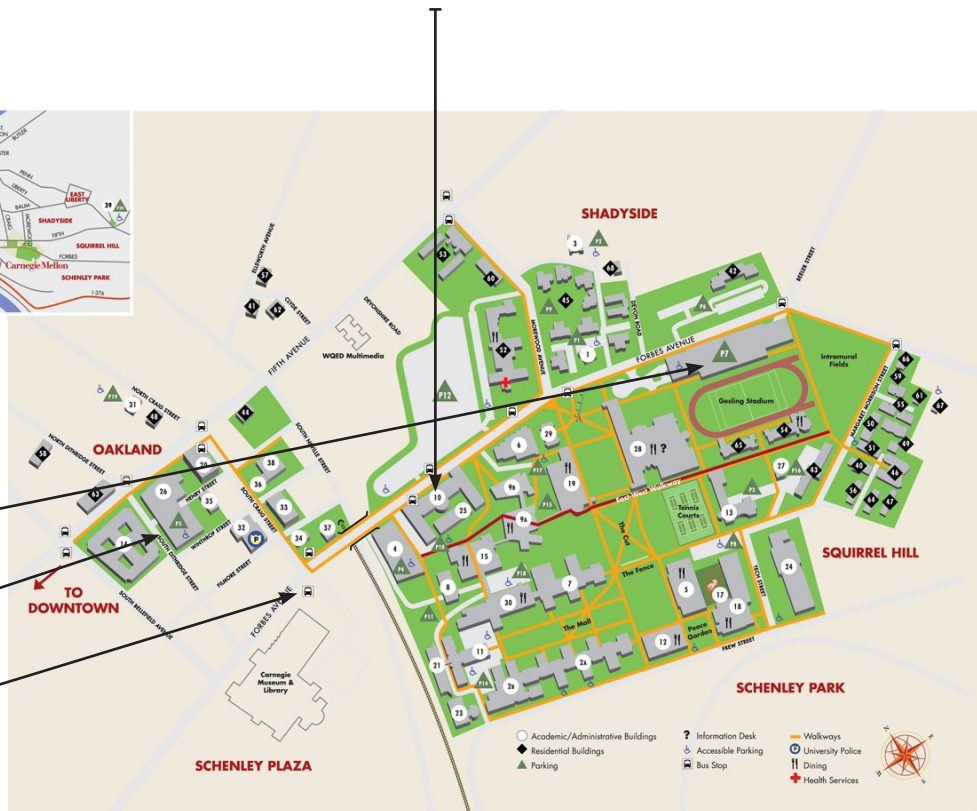 BUTLER
PENN
LIBERTY
EAST
LIBERTY
BAUM
CRAIG
MOREWOOD
SHADYSIDE
FIFTH
SQUIRREL HILL
FORBES
Carnegie Mellon
SCHENLEY PARK
I-376
39
SHADYSIDE
3
P2
68
42
P6
BEELER STREET
53
60
45
P9
DEVON ROAD
P1
1
ELLSWORTH AVENUE
57
41
62
CLYDE STREET
DEVONSHIRE ROAD
WQED Multimedia
FIFTH AVENUE
52
MOREWOOD AVENUE
FORBES AVENUE
P7
Intramural
Fields
MARGARET MORRISON STREET
66
59
61
55
67
50
51
49
P12
P19
31
NORTH CRAIG STREET
48
44
Gesling Stadium
54
65
OAKLAND
NORTH DITHRIDGE STREET
58
63
20
26
HENRY STREET
35
P5
WINTHROP STREET
SOUTH DITHRIDGE STREET
SOUTH CRAIG STREET
SOUTH NEVILLE STREET
38
36
33
34
37
32
P
FILMORE STREET
SOUTH BELLEFIELD AVENUE
TO
DOWNTOWN
6
29
28
?
P17
19
East-West Walkway
27
P16
43
40
46
56
64
47
10
25
9B
P15
9A
The Cut
Tennis
Courts
P3
13
4
P4
P10
15
P18
8
30
7
The Fence
P8
SQUIRREL HILL
5
17
18
TECH STREET
24
P11
The Mall
Peace
Garden
12
FREW STREET
FORBES AVENUE
Carnegie
Museum &
Library
21
11
P14
2A
2B
23
SCHENLEY PARK
SCHENLEY PLAZA
Academic/Administrative Buildings
Residential Buildings
Parking
? Information Desk
Accessible Parking
Bus Stop
Walkways
University Police
Dining
Health Services
N
E
S
W